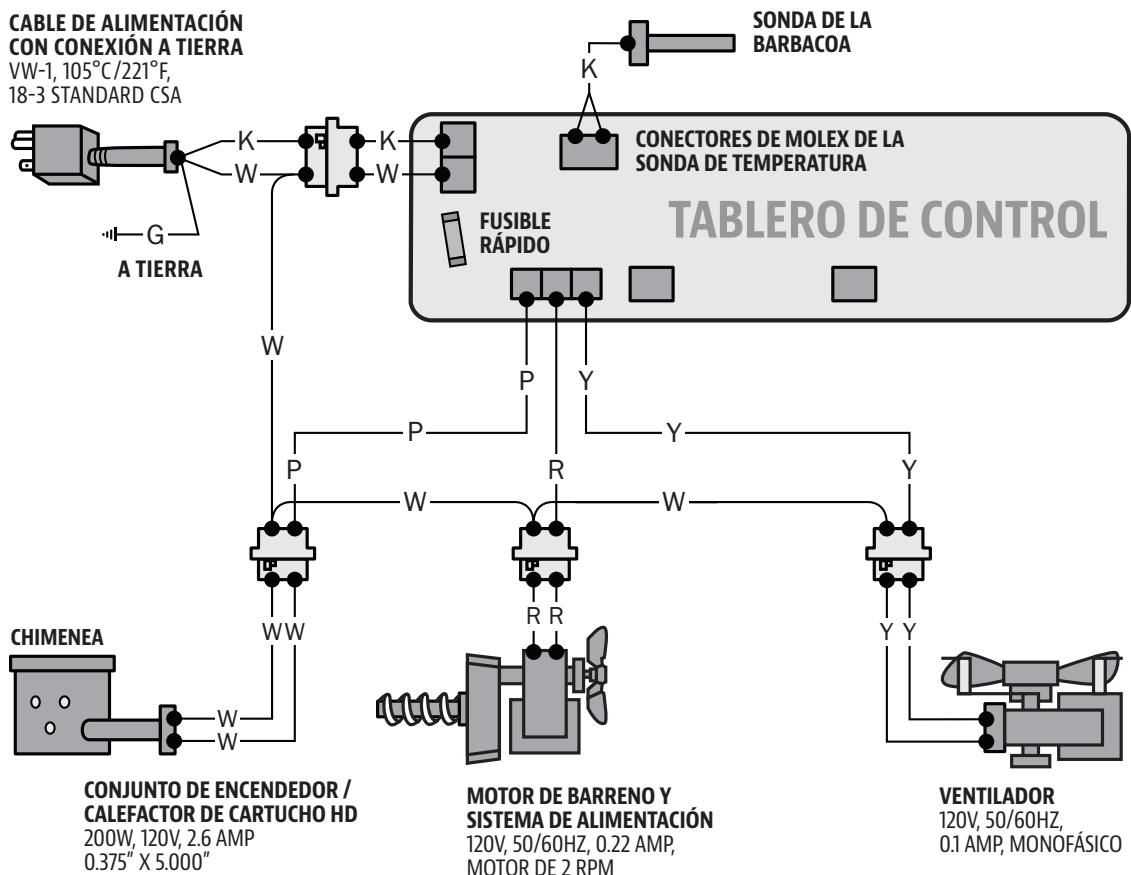 CABLE DE ALIMENTACIÓN
CON CONEXIÓN A TIERRA
VW-1, 105°C/221°F,
18-3 STANDARD CSA
SONDA DE LA
BARBACOA
K
CONECTORES DE MOLEX DE LA
SONDA DE TEMPERATURA
K
K
W
W
TABLERO DE CONTROL
FUSIBLE
RÁPIDO
G
A TIERRA
W
P
Y
P
Y
P
R
Y
W
W
R R
WW
Y Y
CHIMENEA
W
W
CONJUNTO DE ENCENDEDOR /
CALEFACTOR DE CARTUCHO HD
200W, 120V, 2.6 AMP
0.375" X 5.000"
MOTOR DE BARRENO Y
SISTEMA DE ALIMENTACIÓN
120V, 50/60HZ, 0.22 AMP,
MOTOR DE 2 RPM
VENTILADOR
120V, 50/60HZ,
0.1 AMP, MONOFÁSICO